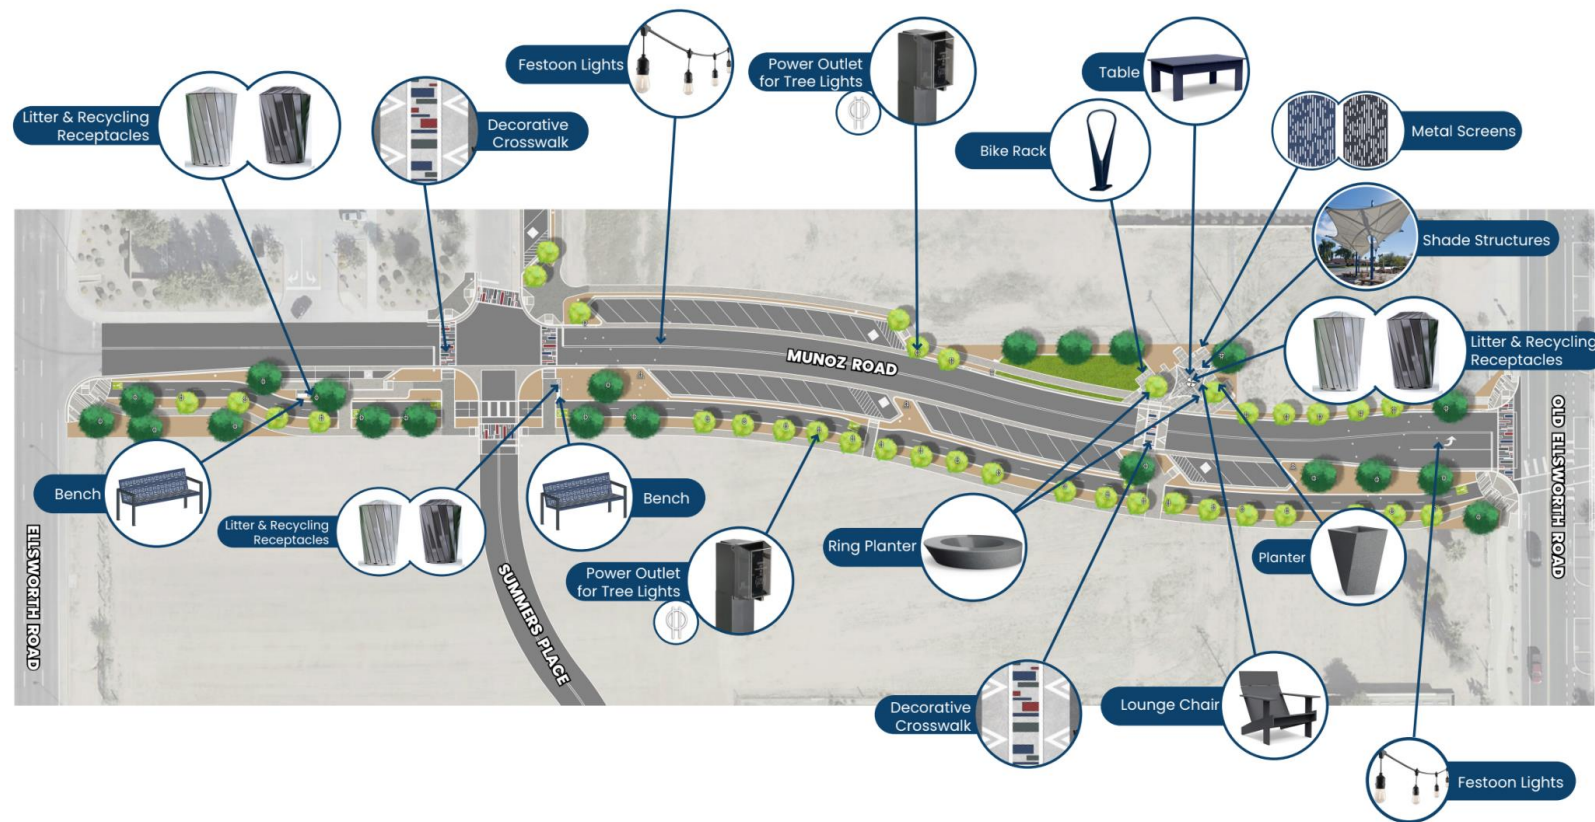 Festoon Lights
Power Outlet
for Tree Lights
Table
Litter & Recycling
Receptacles
Decorative
Crosswalk
Bike Rack
Metal Screens
Shade Structures
Litter & Recycling
Receptacles
MUNOZ ROAD
Bench
Litter & Recycling
Receptacles
Bench
Power Outlet
for Tree Lights
Ring Planter
Planter
ELLSWORTH ROAD
SUMMERS PLACE
OLD ELLSWORTH ROAD
Decorative
Crosswalk
Lounge Chair
Festoon Lights